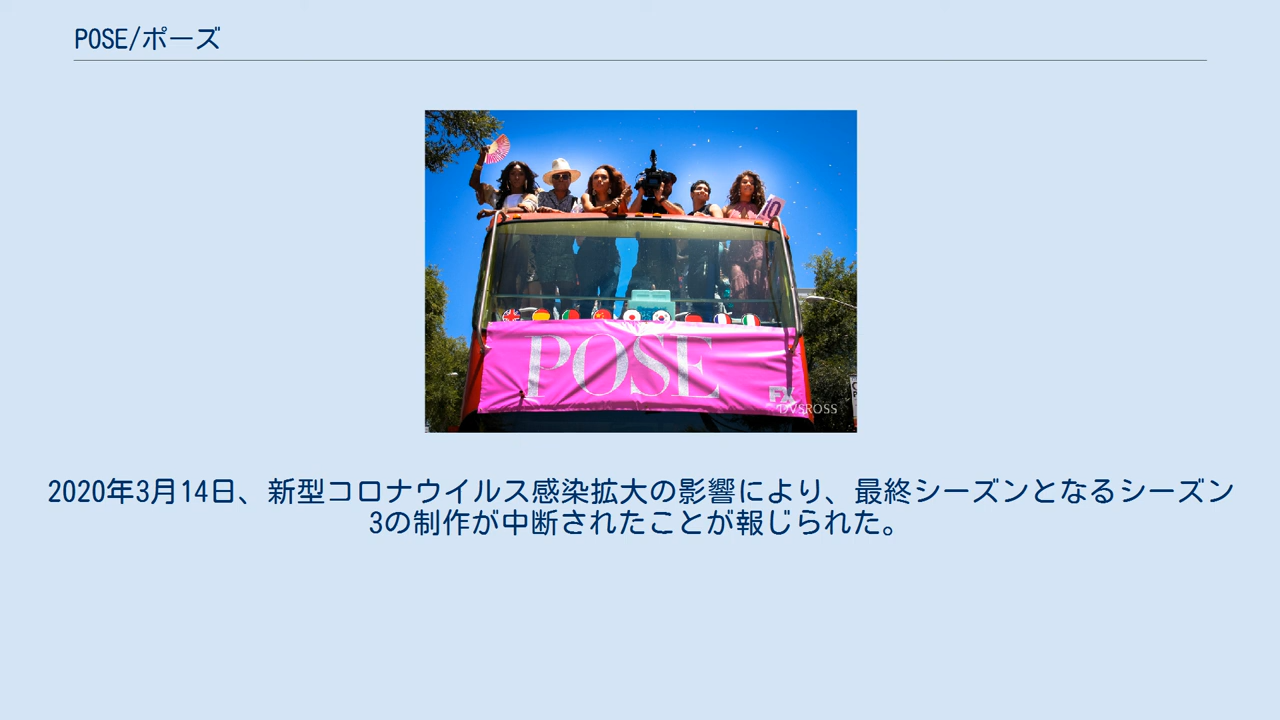 POSE/ポーズ
10
POSE
FX
DVSROSS
2020年3月14日、新型コロナウイルス感染拡大の影響により、最終シーズンとなるシーズン
3の制作が中断されたことが報じられた。